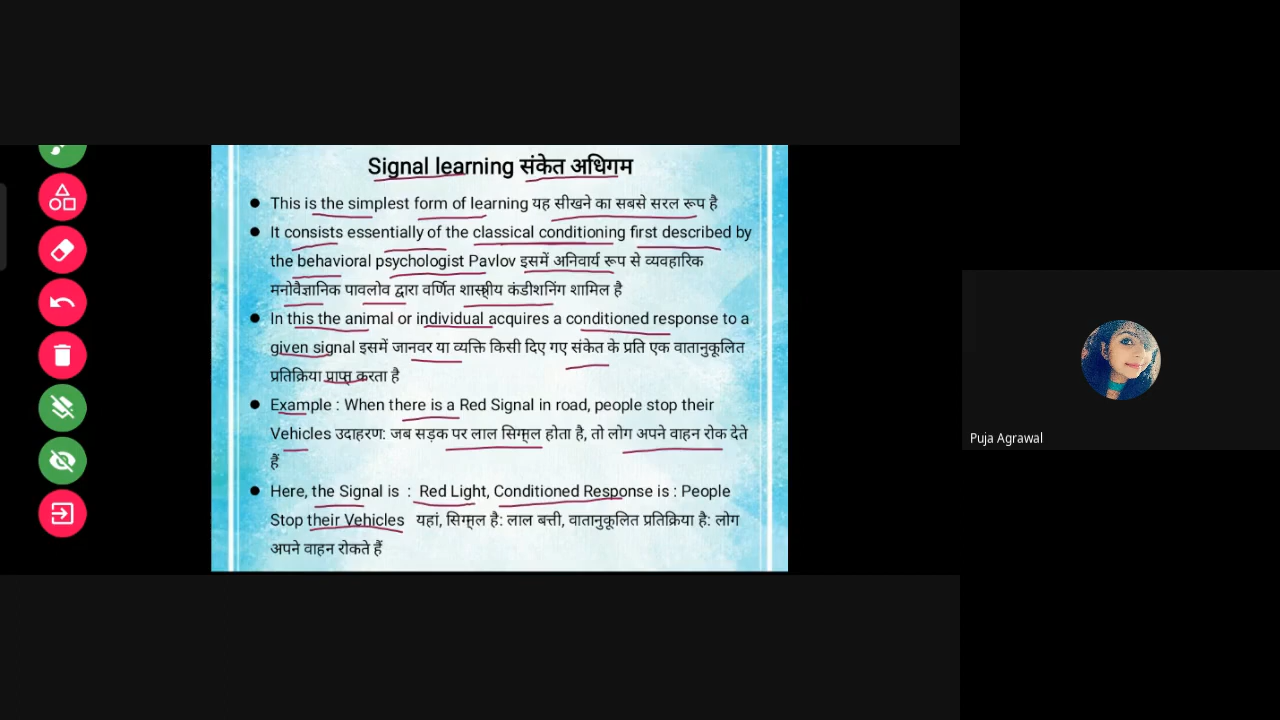 Signal learning संकेत अधिगम
● This is the simplest form of learning यह सीखने का सबसे सरल रूप है
● It consists essentially of the classical conditioning first described by
the behavioral psychologist Pavlov इसमें अनिवार्य रूप से व्यवहारिक
मनोवैज्ञानिक पावलोव द्वारा वर्णित शास्त्रीय कंडीशनिंग शामिल है
● In this the animal or individual acquires a conditioned response to a
given signal इसमें जानवर या व्यक्ति किसी दिए गए संकेत के प्रति एक वातानुकूलित
प्रतिक्रिया प्राप्त करता है
● Example : When there is a Red Signal in road, people stop their
Vehicles उदाहरण: जब सड़क पर लाल सिग्नल होता है, तो लोग अपने वाहन रोक देते
हैं
● Here, the Signal is : Red Light, Conditioned Response is : People
Stop their Vehicles यहां, सिग्नल है: लाल बत्ती, वातानुकूलित प्रतिक्रिया है: लोग
अपने वाहन रोकते हैं
Puja Agrawal